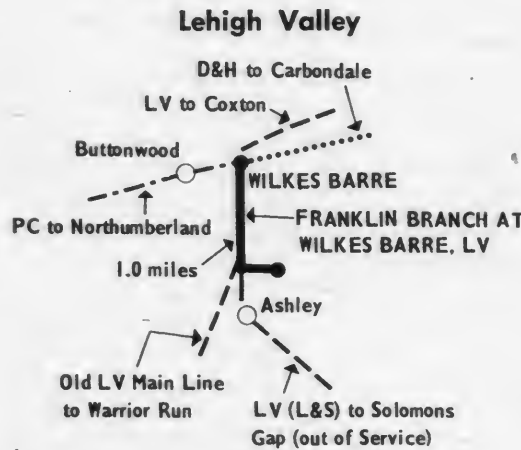 Lehigh Valley
D&H to Carbondale
LV to Coxton
Buttonwood
WILKES BARRE
PC to Northumberland
FRANKLIN BRANCH AT
WILKES BARRE, LV
1.0 miles
Ashley
Old LV Main Line
to Warrior Run
LV (L&S) to Solomons
Gap (out of Service)